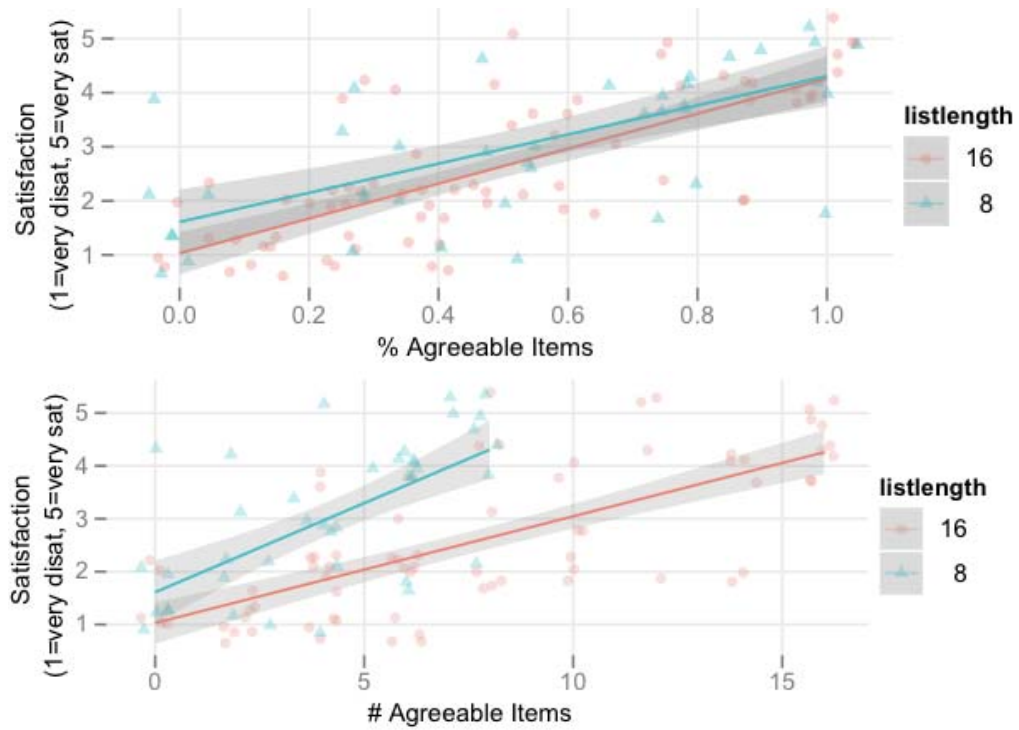 Satisfaction
(1=very disat, 5=very sat)
5
4
3
2
1
0.0 0.2 0.4 0.6 0.8 1.0
% Agreeable Items
listlength
16
8
Satisfaction
(1=very disat, 5=very sat)
5
4
3
2
1
0 5 10 15
# Agreeable Items
listlength
16
8